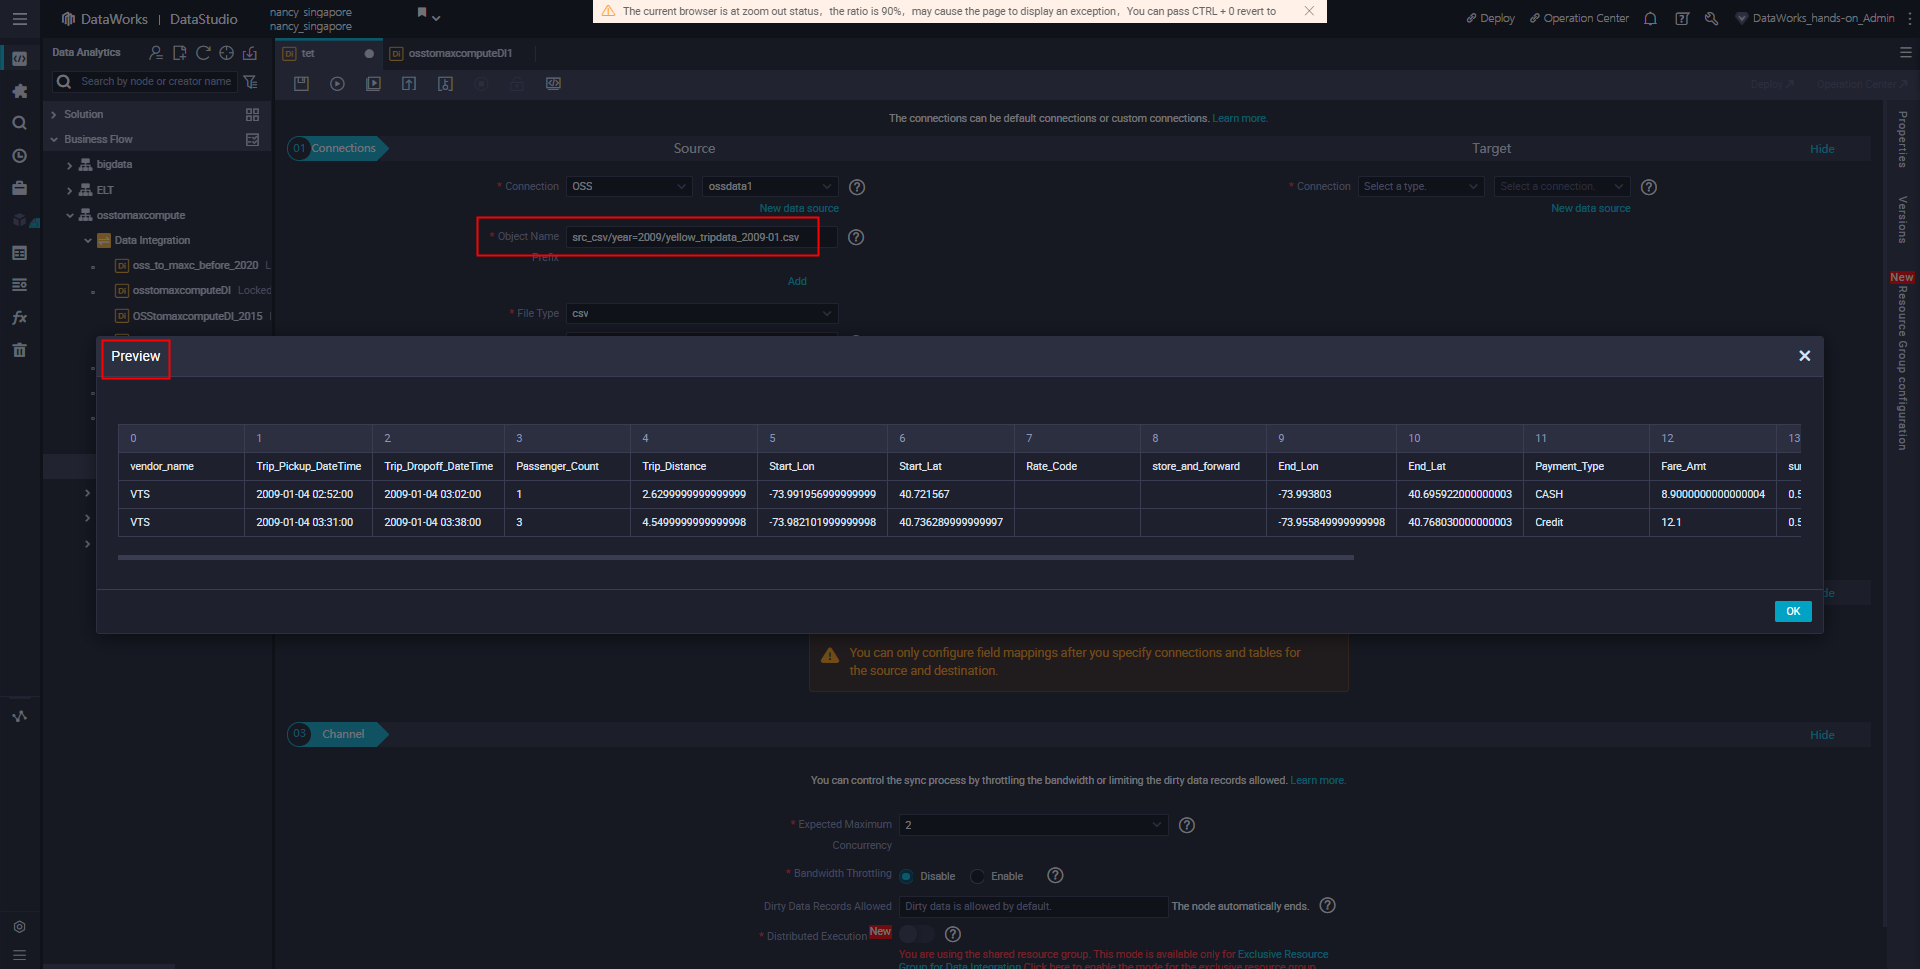 DataWorks | DataStudio
nancy_singapore
nancy_singapore
The current browser is at zoom out status, the ratio is 90%, may cause the page to display an exception, You can pass CTRL + 0 revert to
Deploy
Operation Center
DataWorks_hands-on_Admin
Data Analytics
Di tet
Di osstomaxcomputeDI1
Search by node or creator name
Deploy
Operation Center
Solution
Business Flow
bigdata
ELT
osstomaxcompute
Data Integration
Di oss_to_maxc_before_2020
Di osstomaxcomputeDI Locked
Di OSStomaxcomputeDI_2015
fx
The connections can be default connections or custom connections. Learn more.
01 Connections
Source
Target
Hide
* Connection OSS ossdata1
* Connection Select a type. Select a connection.
New data source
New data source
* Object Name src_csv/year=2009/yellow_tripdata_2009-01.csv
Prefix
Add
* File Type csv
Properties
Versions
New
Resource Group configuration
Preview
0 1 2 3 4 5 6 7 8 9 10 11 12 13
vendor_name Trip_Pickup_DateTime Trip_Dropoff_DateTime Passenger_Count Trip_Distance Start_Lon Start_Lat Rate_Code store_and_forward End_Lon End_Lat Payment_Type Fare_Amt su
VTS 2009-01-04 02:52:00 2009-01-04 03:02:00 1 2.6299999999999999 -73.991956999999999 40.721567 -73.993803 40.695922000000003 CASH 8.9000000000000004 0.5
VTS 2009-01-04 03:31:00 2009-01-04 03:38:00 3 4.5499999999999998 -73.982101999999998 40.736289999999997 -73.955849999999998 40.768030000000003 Credit 12.1 0.5
OK
You can only configure field mappings after you specify connections and tables for
the source and destination.
03 Channel
Hide
You can control the sync process by throttling the bandwidth or limiting the dirty data records allowed. Learn more.
* Expected Maximum 2
Concurrency
* Bandwidth Throttling Disable Enable
Dirty Data Records Allowed Dirty data is allowed by default. The node automatically ends.
* Distributed Execution New
You are using the shared resource group. This mode is available only for Exclusive Resource
Group for Data Integration Click here to enable the mode for the exclusive resource group.